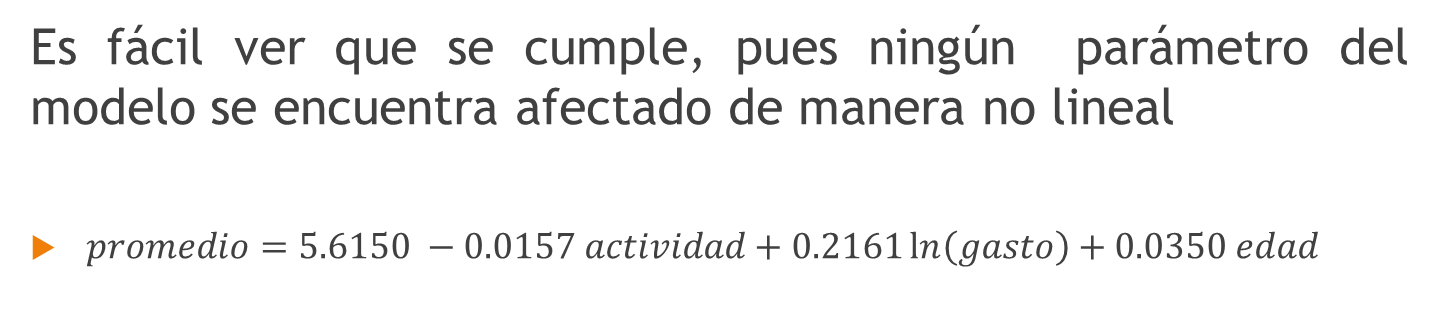 Es fácil ver que se cumple, pues ningún parámetro del
modelo se encuentra afectado de manera no lineal
promedio = 5.6150 − 0.0157 actividad + 0.2161 ln(gasto) + 0.0350 edad